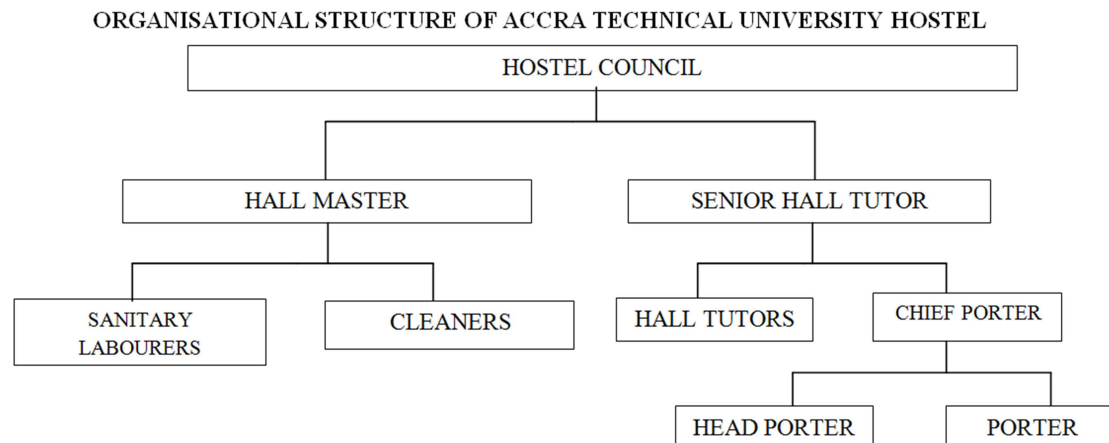 ORGANISATIONAL STRUCTURE OF ACCRA TECHNICAL UNIVERSITY HOSTEL
HOSTEL COUNCIL
HALL MASTER
SENIOR HALL TUTOR
SANITARY
LABOURERS
CLEANERS
HALL TUTORS
CHIEF PORTER
HEAD PORTER
PORTER